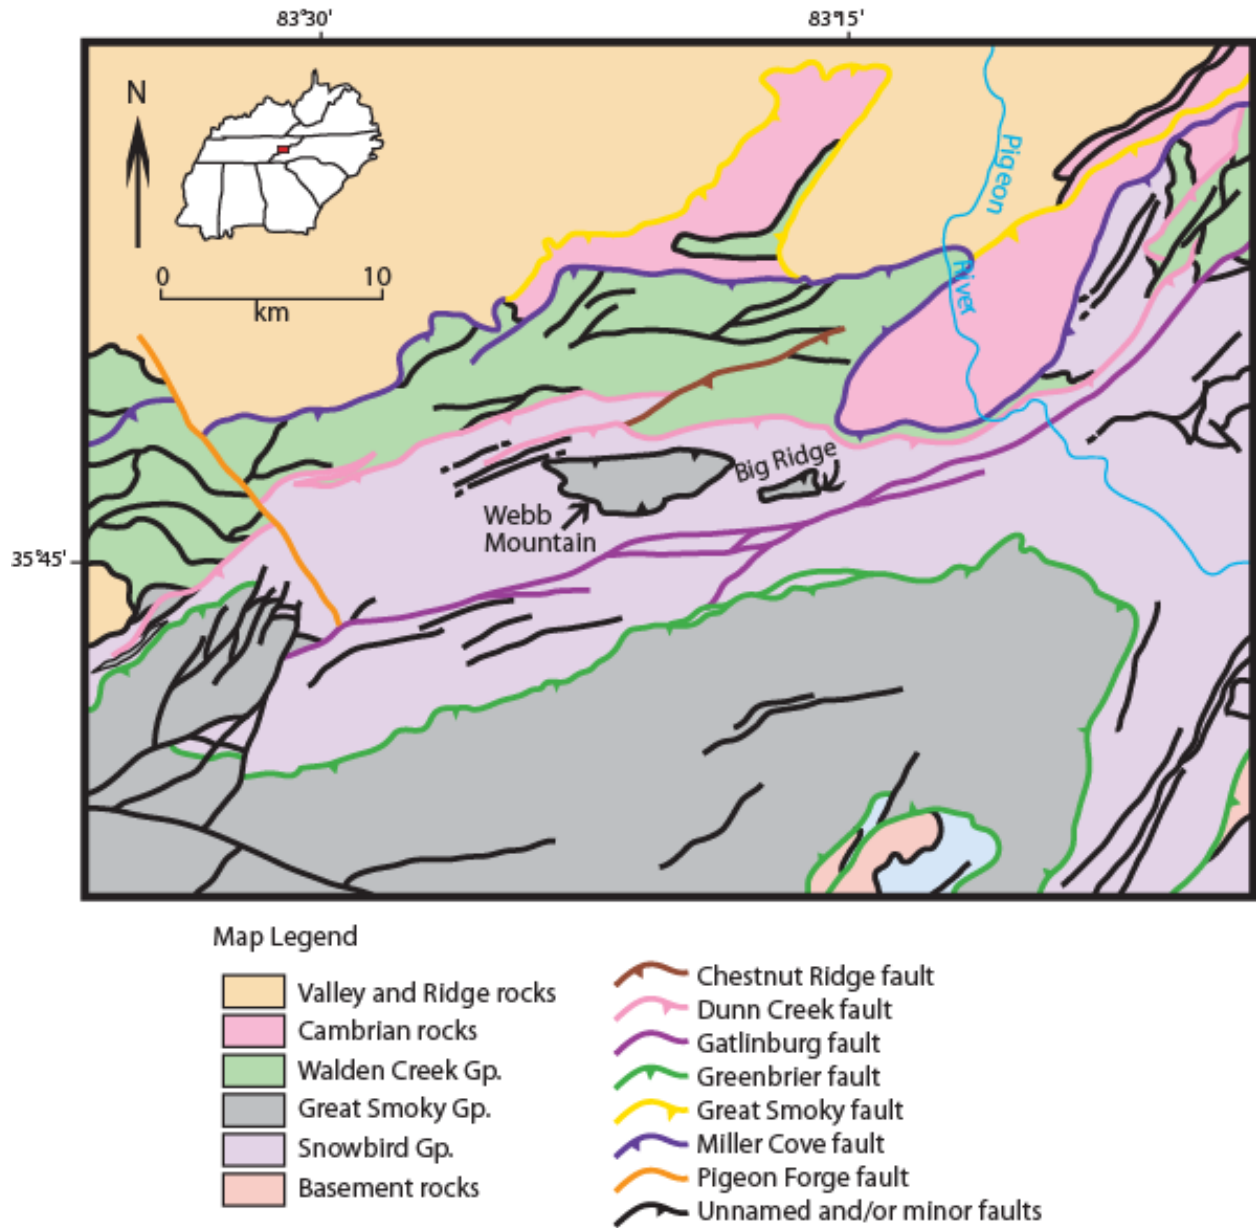 83°30'
83°15'
N
0
10
km
Pigeon
River
Big Ridge
Webb
Mountain
35°45'
Map Legend
Valley and Ridge rocks
Cambrian rocks
Walden Creek Gp.
Great Smoky Gp.
Snowbird Gp.
Basement rocks
Chestnut Ridge fault
Dunn Creek fault
Gatlinburg fault
Greenbrier fault
Great Smoky fault
Miller Cove fault
Pigeon Forge fault
Unnamed and/or minor faults